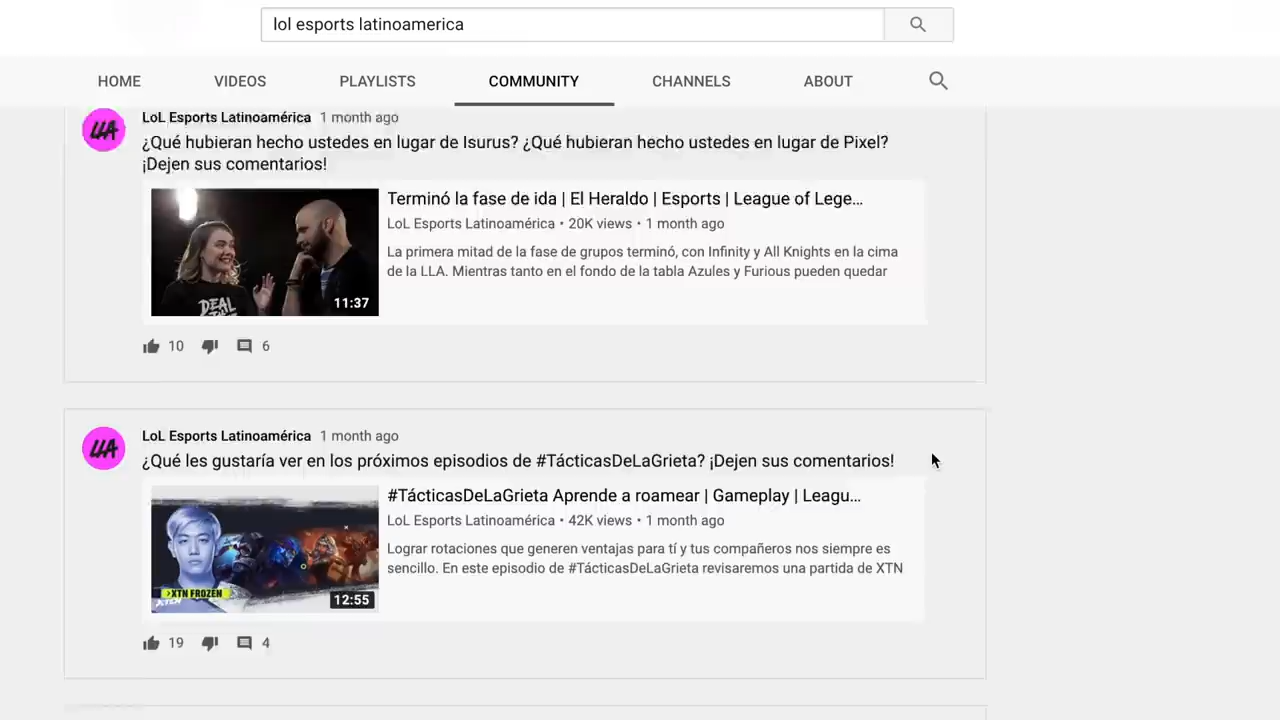 lol esports latinoamerica
HOME VIDEOS PLAYLISTS COMMUNITY CHANNELS ABOUT
LLA
LoL Esports Latinoamérica 1 month ago
¿Qué hubieran hecho ustedes en lugar de Isurus? ¿Qué hubieran hecho ustedes en lugar de Pixel?
¡Dejen sus comentarios!
DEAL
11:37
Terminó la fase de ida | El Heraldo | Esports | League of Lege...
LoL Esports Latinoamérica • 20K views • 1 month ago
La primera mitad de la fase de grupos terminó, con Infinity y All Knights en la cima
de la LLA. Mientras tanto en el fondo de la tabla Azules y Furious pueden quedar
10 6
LLA
LoL Esports Latinoamérica 1 month ago
¿Qué les gustaría ver en los próximos episodios de #TácticasDeLaGrieta? ¡Dejen sus comentarios!
>XTN FROZEN
12:55
#TácticasDeLaGrieta Aprende a roamear | Gameplay | Leagu...
LoL Esports Latinoamérica • 42K views • 1 month ago
Lograr rotaciones que generen ventajas para tí y tus compañeros nos siempre es
sencillo. En este episodio de #TácticasDeLaGrieta revisaremos una partida de XTN
19 4